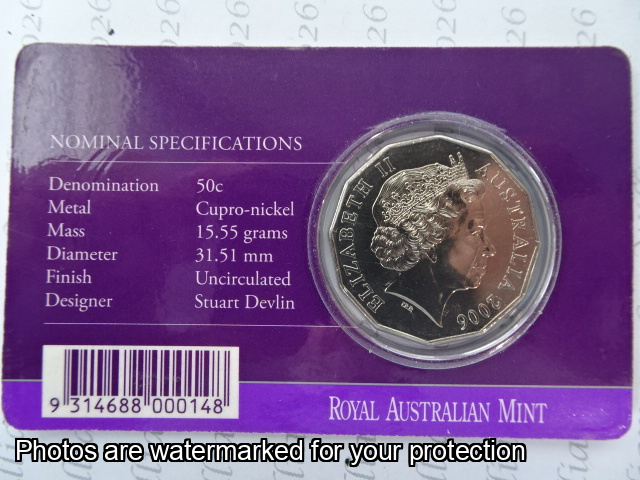 NOMINAL SPECIFICATIONS
Denomination 50c
Metal Cupro-nickel
Mass 15.55 grams
Diameter 31.51 mm
Finish Uncirculated
Designer Stuart Devlin
ELIZABETH II AUSTRALIA 2006
IRB
9 314688 000148
ROYAL AUSTRALIAN MINT
Photos are watermarked for your protection